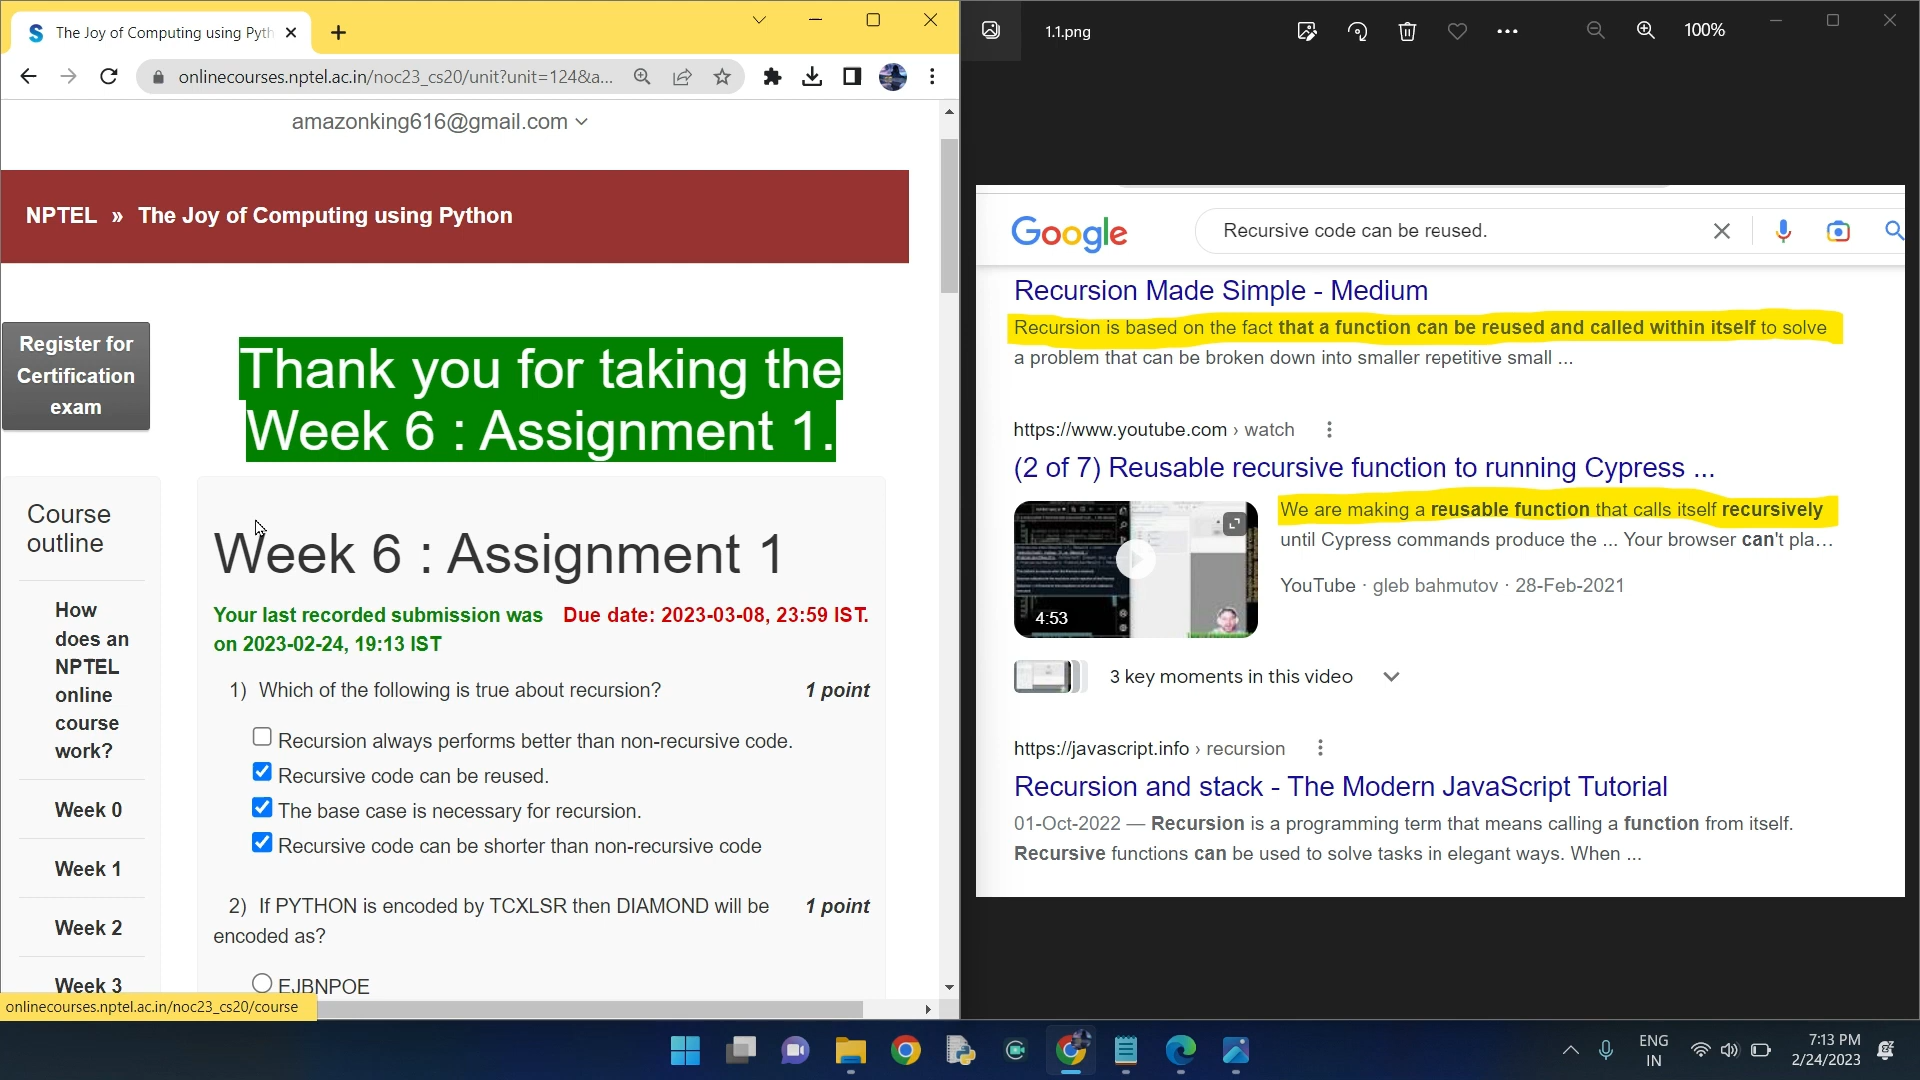 The Joy of Computing using Pyth
onlinecourses.nptel.ac.in/noc23_cs20/unit?unit=124&a...
amazonking616@gmail.com
NPTEL » The Joy of Computing using Python
Register for
Certification
exam
Thank you for taking the
Week 6 : Assignment 1.
Course
outline
How
does an
NPTEL
online
course
work?
Week 0
Week 1
Week 2
Week 3
Week 6 : Assignment 1
Your last recorded submission was
on 2023-02-24, 19:13 IST
Due date: 2023-03-08, 23:59 IST.
1) Which of the following is true about recursion?
1 point
Recursion always performs better than non-recursive code.
Recursive code can be reused.
The base case is necessary for recursion.
Recursive code can be shorter than non-recursive code
2) If PYTHON is encoded by TCXLSR then DIAMOND will be
encoded as?
1 point
EJBNPOE
onlinecourses.nptel.ac.in/noc23_cs20/course
1.1.png
100%
Google
Recursive code can be reused.
Recursion Made Simple - Medium
Recursion is based on the fact that a function can be reused and called within itself to solve
a problem that can be broken down into smaller repetitive small ...
https://www.youtube.com › watch
(2 of 7) Reusable recursive function to running Cypress ...
We are making a reusable function that calls itself recursively
until Cypress commands produce the ... Your browser can't pla...
4:53
YouTube · gleb bahmutov · 28-Feb-2021
3 key moments in this video
https://javascript.info › recursion
Recursion and stack - The Modern JavaScript Tutorial
01-Oct-2022 — Recursion is a programming term that means calling a function from itself.
Recursive functions can be used to solve tasks in elegant ways. When ...
ENG
IN
7:13 PM
2/24/2023